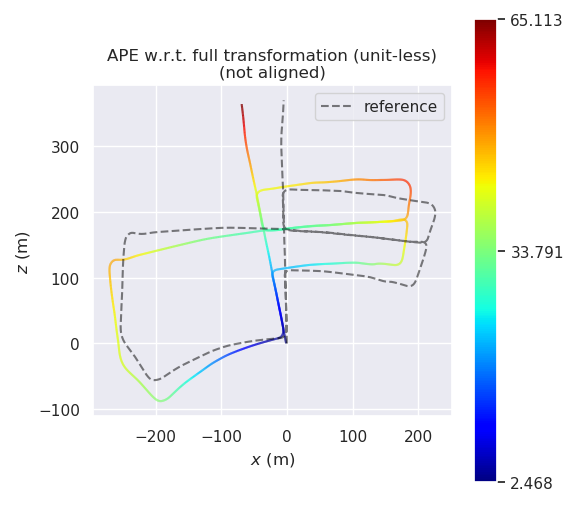 APE w.r.t. full transformation (unit-less)
(not aligned)
reference
300
200
100
0
−100
z (m)
−200
−100
0
100
200
x (m)
65.113
33.791
2.468